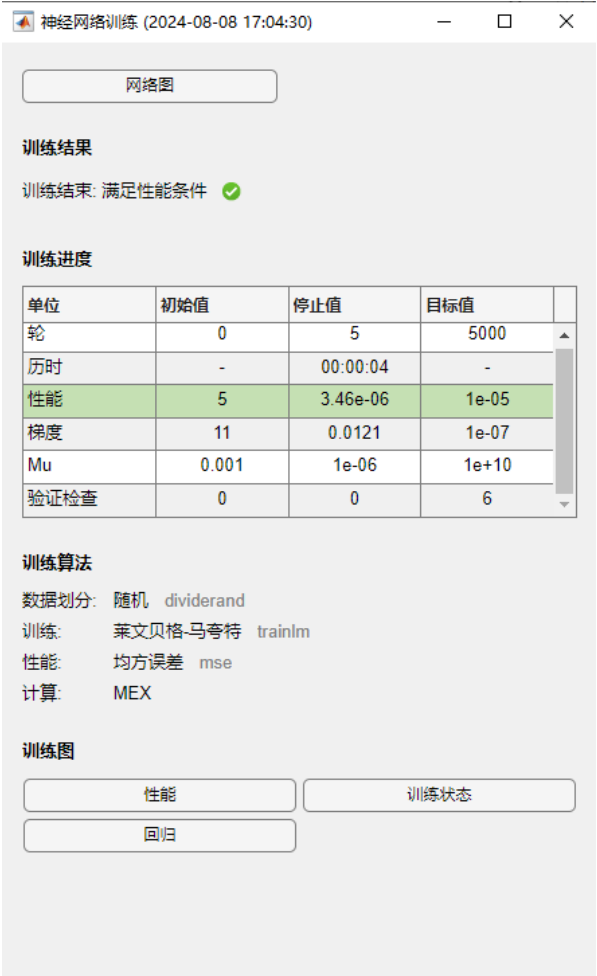 神经网络训练 (2024-08-08 17:04:30)
网络图
训练结果
训练结束: 满足性能条件
训练进度
单位 初始值 停止值 目标值
轮 0 5 5000
历时 - 00:00:04 -
性能 5 3.46e-06 1e-05
梯度 11 0.0121 1e-07
Mu 0.001 1e-06 1e+10
验证检查 0 0 6
训练算法
数据划分: 随机 dividerand
训练: 莱文贝格-马夸特 trainlm
性能: 均方误差 mse
计算: MEX
训练图
性能 训练状态
回归